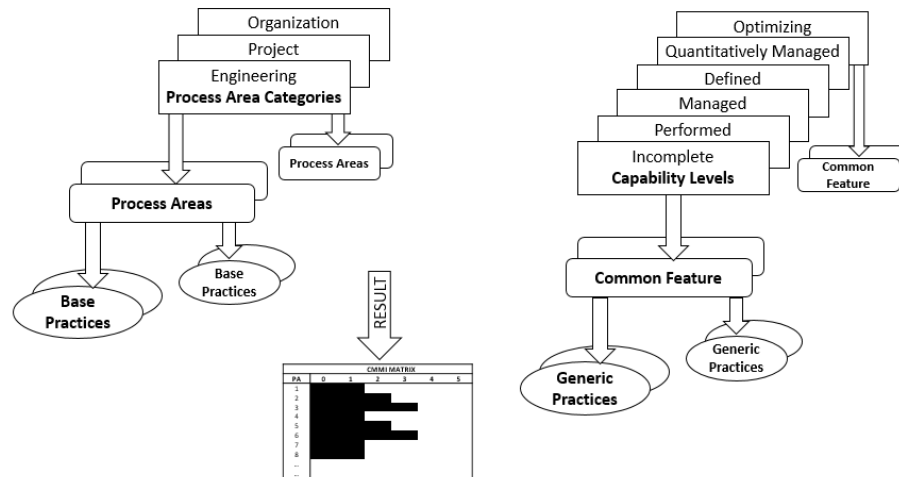 Organization
Project
Engineering
Process Area Categories
Process Areas
Process Areas
Base
Practices
Base
Practices
Optimizing
Quantitatively Managed
Defined
Managed
Performed
Incomplete
Capability Levels
Common
Feature
Common Feature
Generic
Practices
Generic
Practices
RESULT
CMMI MATRIX
PA 0 1 2 3 4 5
1
2
3
4
5
6
7
8
...
...